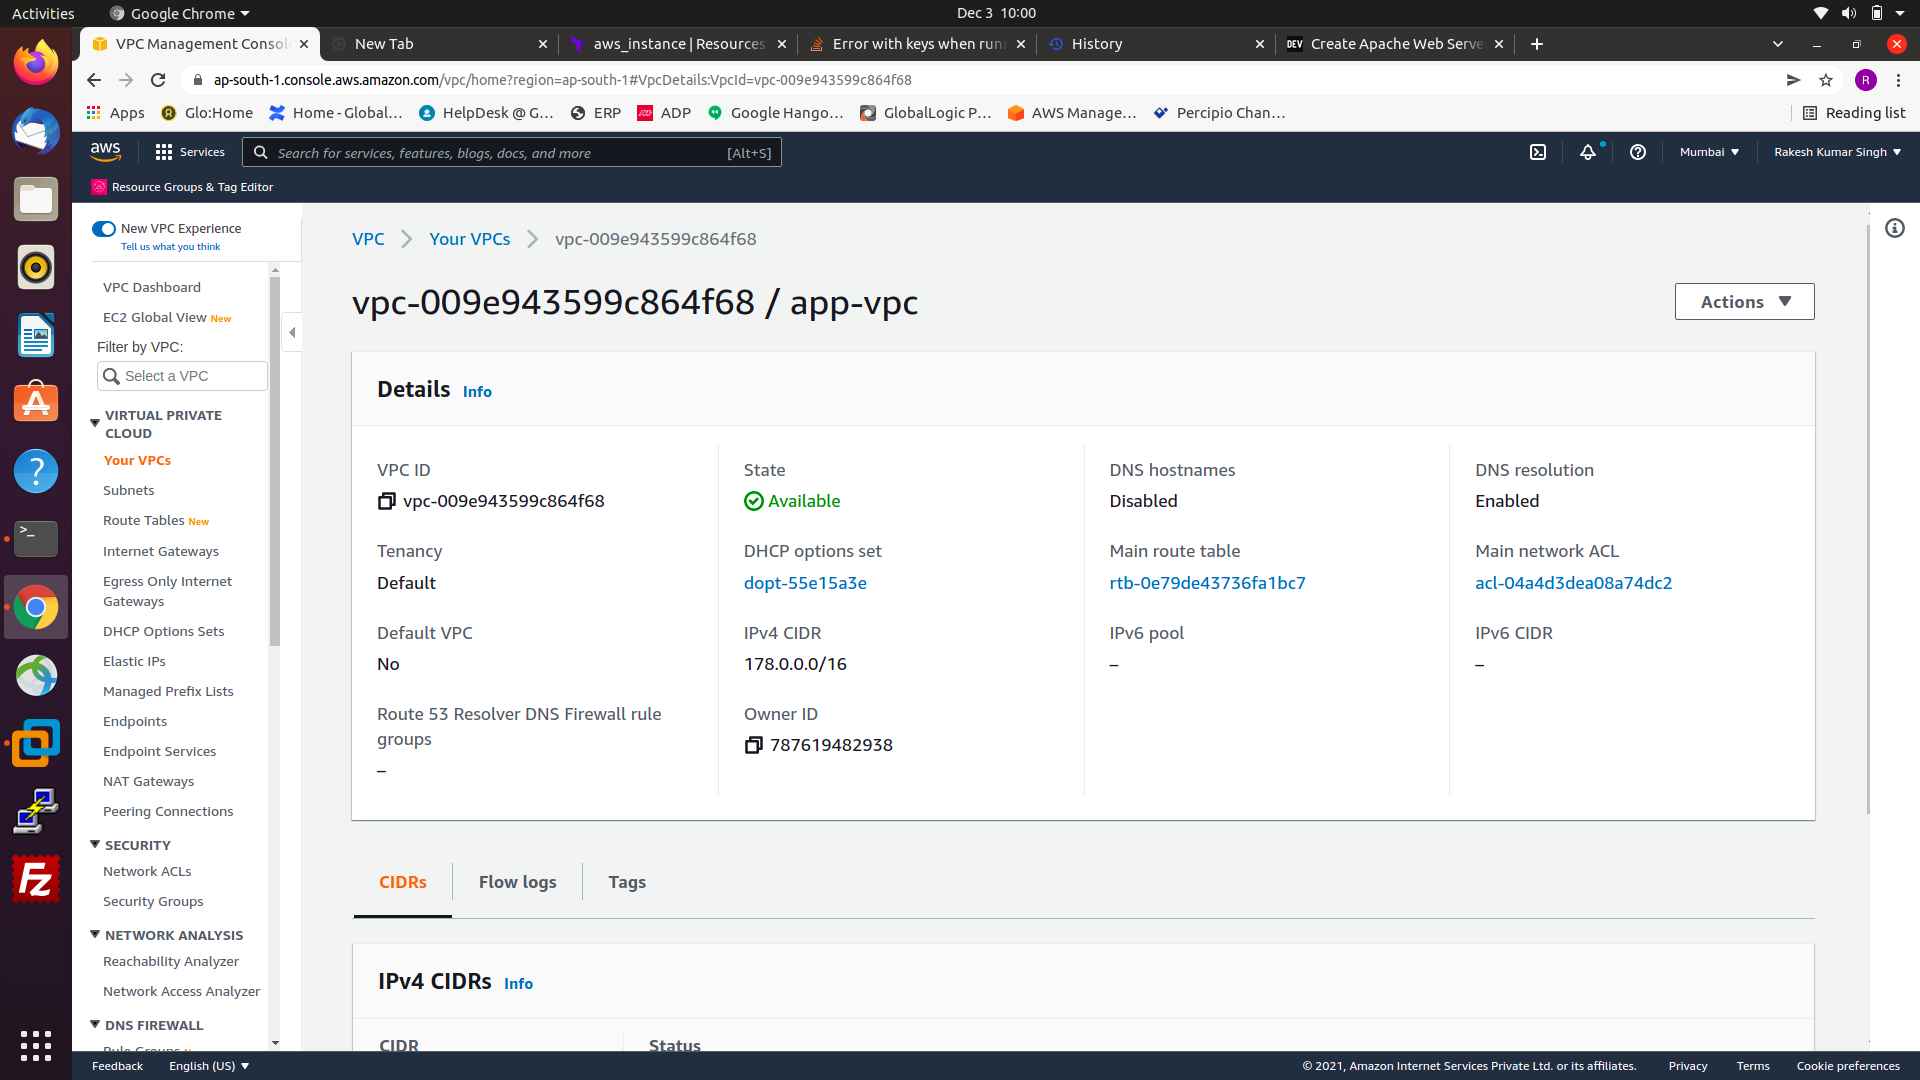 Activities
Google Chrome
Dec 3 10:00
VPC Management Consol
New Tab
aws_instance | Resources
Error with keys when runn
History
DEV
Create Apache Web Serve
ap-south-1.console.aws.amazon.com/vpc/home?region=ap-south-1#VpcDetails:VpcId=vpc-009e943599c864f68
R
Apps
Glo:Home
Home - Global...
HelpDesk @ G...
ERP
ADP
Google Hango...
GlobalLogic P...
AWS Manage...
Percipio Chan...
Reading list
aws
Services
Search for services, features, blogs, docs, and more
[Alt+S]
Mumbai
Rakesh Kumar Singh
Resource Groups & Tag Editor
New VPC Experience
Tell us what you think
VPC Dashboard
EC2 Global View New
Filter by VPC:
Select a VPC
VIRTUAL PRIVATE
CLOUD
Your VPCs
Subnets
Route Tables New
Internet Gateways
Egress Only Internet
Gateways
DHCP Options Sets
Elastic IPs
Managed Prefix Lists
Endpoints
Endpoint Services
NAT Gateways
Peering Connections
SECURITY
Network ACLs
Security Groups
NETWORK ANALYSIS
Reachability Analyzer
Network Access Analyzer
DNS FIREWALL
Rule Groups
VPC
Your VPCs
vpc-009e943599c864f68
vpc-009e943599c864f68 / app-vpc
Actions
Details Info
VPC ID
vpc-009e943599c864f68
State
Available
DNS hostnames
Disabled
DNS resolution
Enabled
Tenancy
Default
DHCP options set
dopt-55e15a3e
Main route table
rtb-0e79de43736fa1bc7
Main network ACL
acl-04a4d3dea08a74dc2
Default VPC
No
IPv4 CIDR
178.0.0.0/16
IPv6 pool
–
IPv6 CIDR
–
Route 53 Resolver DNS Firewall rule
groups
–
Owner ID
787619482938
CIDRs
Flow logs
Tags
IPv4 CIDRs Info
CIDR
Status
Feedback
English (US)
© 2021, Amazon Internet Services Private Ltd. or its affiliates.
Privacy
Terms
Cookie preferences